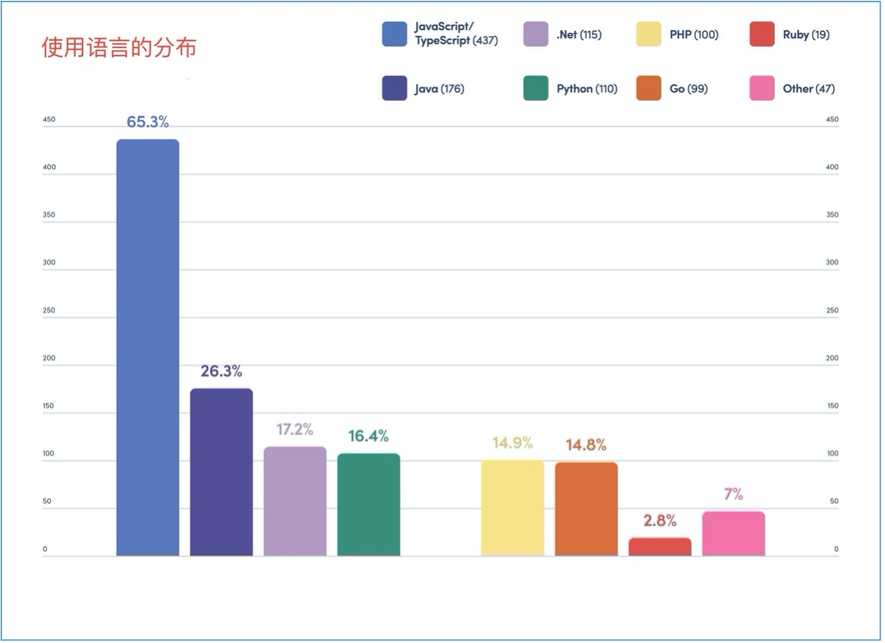 使用语言的分布
JavaScript/
TypeScript (437)
.Net (115)
PHP (100)
Ruby (19)
Java (176)
Python (110)
Go (99)
Other (47)
65.3%
26.3%
17.2%
16.4%
14.9%
14.8%
2.8%
7%
450
400
350
300
250
200
150
100
50
0
450
400
350
300
250
200
150
100
50
0